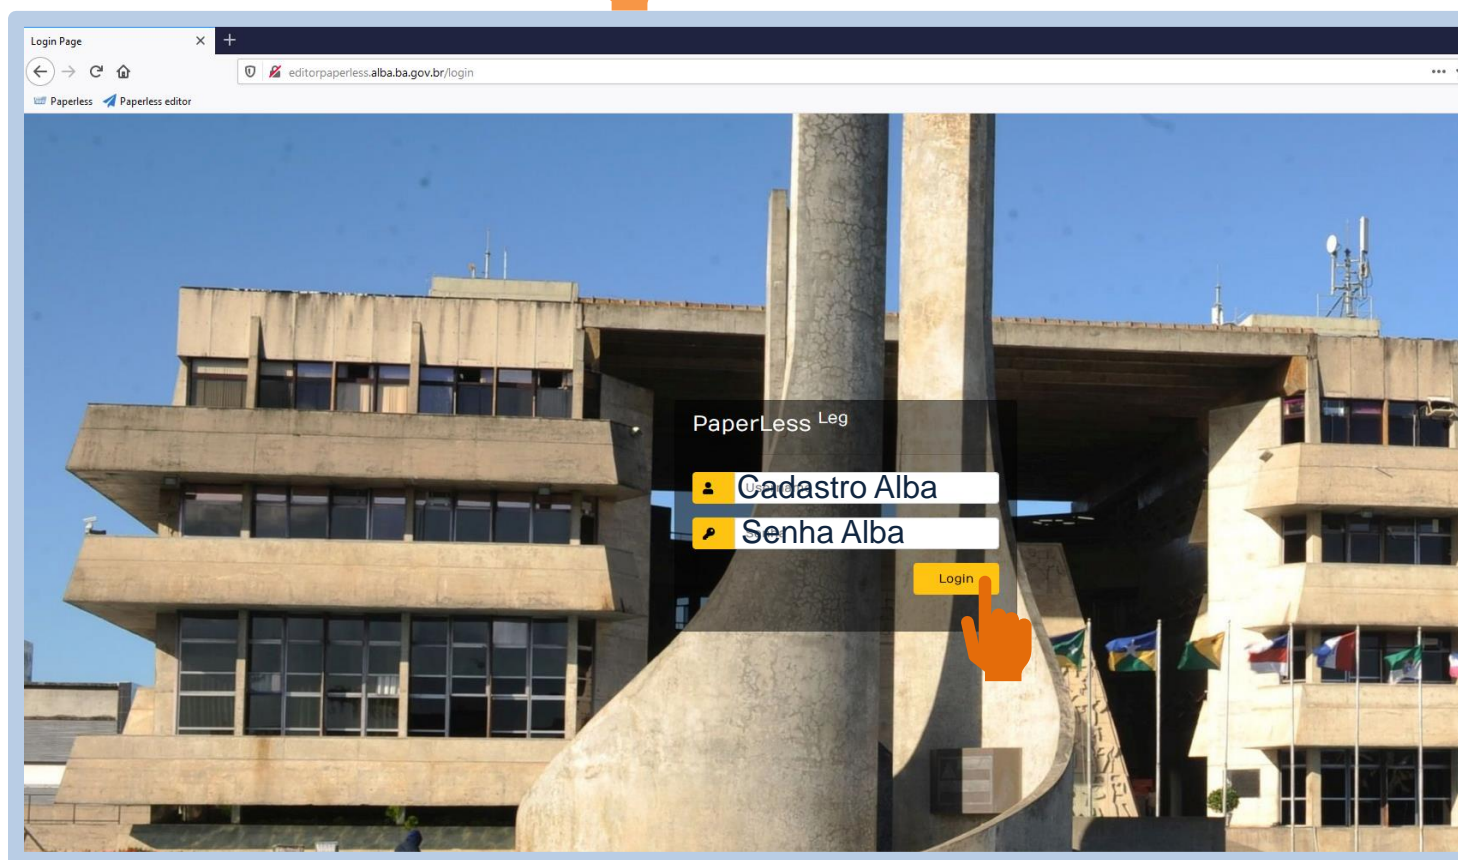 Login Page
editorpaperless.alba.ba.gov.br/login
Paperless Paperless editor
PaperLess Leg
Cadastro Alba
Senha Alba
Login